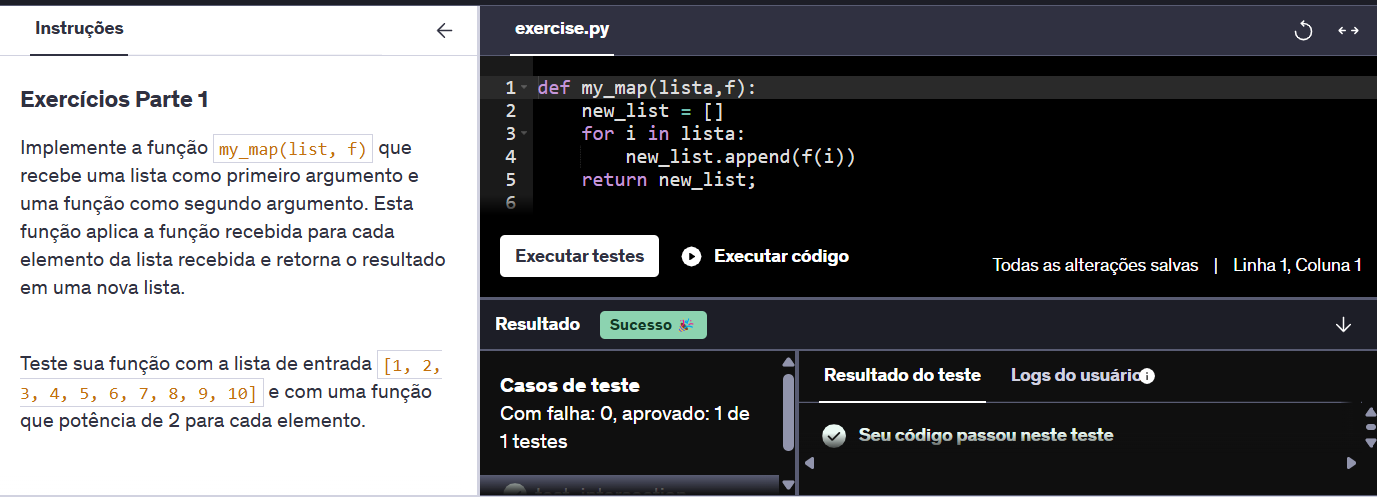 Instruções
Exercícios Parte 1
Implemente a função my_map(list, f) que
recebe uma lista como primeiro argumento e
uma função como segundo argumento. Esta
função aplica a função recebida para cada
elemento da lista recebida e retorna o resultado
em uma nova lista.
Teste sua função com a lista de entrada [1, 2,
3, 4, 5, 6, 7, 8, 9, 10] e com uma função
que potência de 2 para cada elemento.
exercise.py
1 def my_map(lista,f):
2 new_list = []
3 for i in lista:
4 new_list.append(f(i))
5 return new_list;
6
Executar testes
Executar código
Todas as alterações salvas | Linha 1, Coluna 1
Resultado
Sucesso 🎉
Casos de teste
Com falha: 0, aprovado: 1 de
1 testes
Resultado do teste
Logs do usuário
Seu código passou neste teste